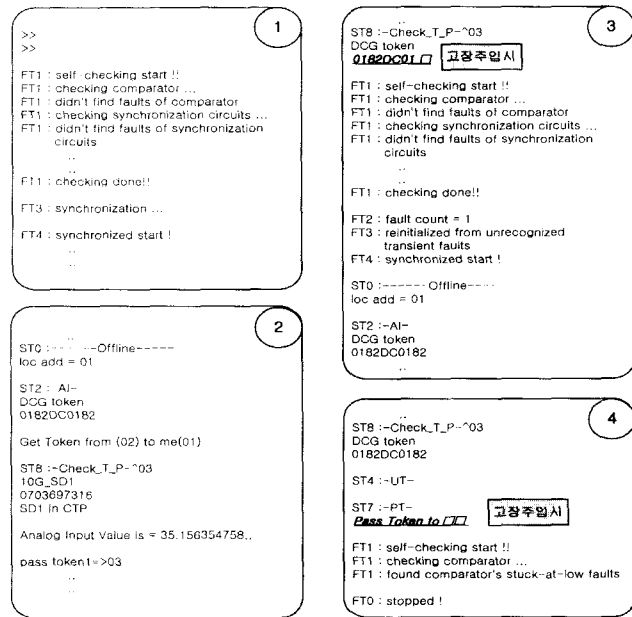 1
>>
>>
FT1 : self-checking start !!
FT1 : checking comparator ...
FT1 : didn't find faults of comparator
FT1 : checking synchronization circuits ...
FT1 : didn't find faults of synchronization
circuits
..
..
FT1 : checking done!!
FT3 : synchronization ...
FT4 : synchronized start !
..
..
2
..
ST0 :-----Offline-----
loc add = 01
ST2 : AI-
DCG token
0182DC0182
Get Token from (02) to me(01)
ST8 :-Check_T_P-^03
10G_SD1
0703697316
SD1 in CTP
Analog Input Value is = 35.156354758..
pass token1=>03
..
..
3
..
ST8 :-Check_T_P-^03
DCG token
0182DC01 □ 고장주입시
FT1 : self-checking start !!
FT1 : checking comparator ...
FT1 : didn't find faults of comparator
FT1 : checking synchronization circuits ...
FT1 : didn't find faults of synchronization
circuits
..
..
FT1 : checking done!!
FT2 : fault count = 1
FT3 : reinitialized from unrecognized
transient faults
FT4 : synchronized start !
ST0 :------Offline-----
loc add = 01
ST2 :-AI-
DCG token
0182DC0182
..
4
..
ST8 :-Check_T_P-^03
DCG token
0182DC0182
ST4 :-UT-
ST7 :-PT-
Pass Token to □□ 고장주입시
FT1 : self-checking start !!
FT1 : checking comparator ...
FT1 : found comparator's stuck-at-low faults
FT0 : stopped !